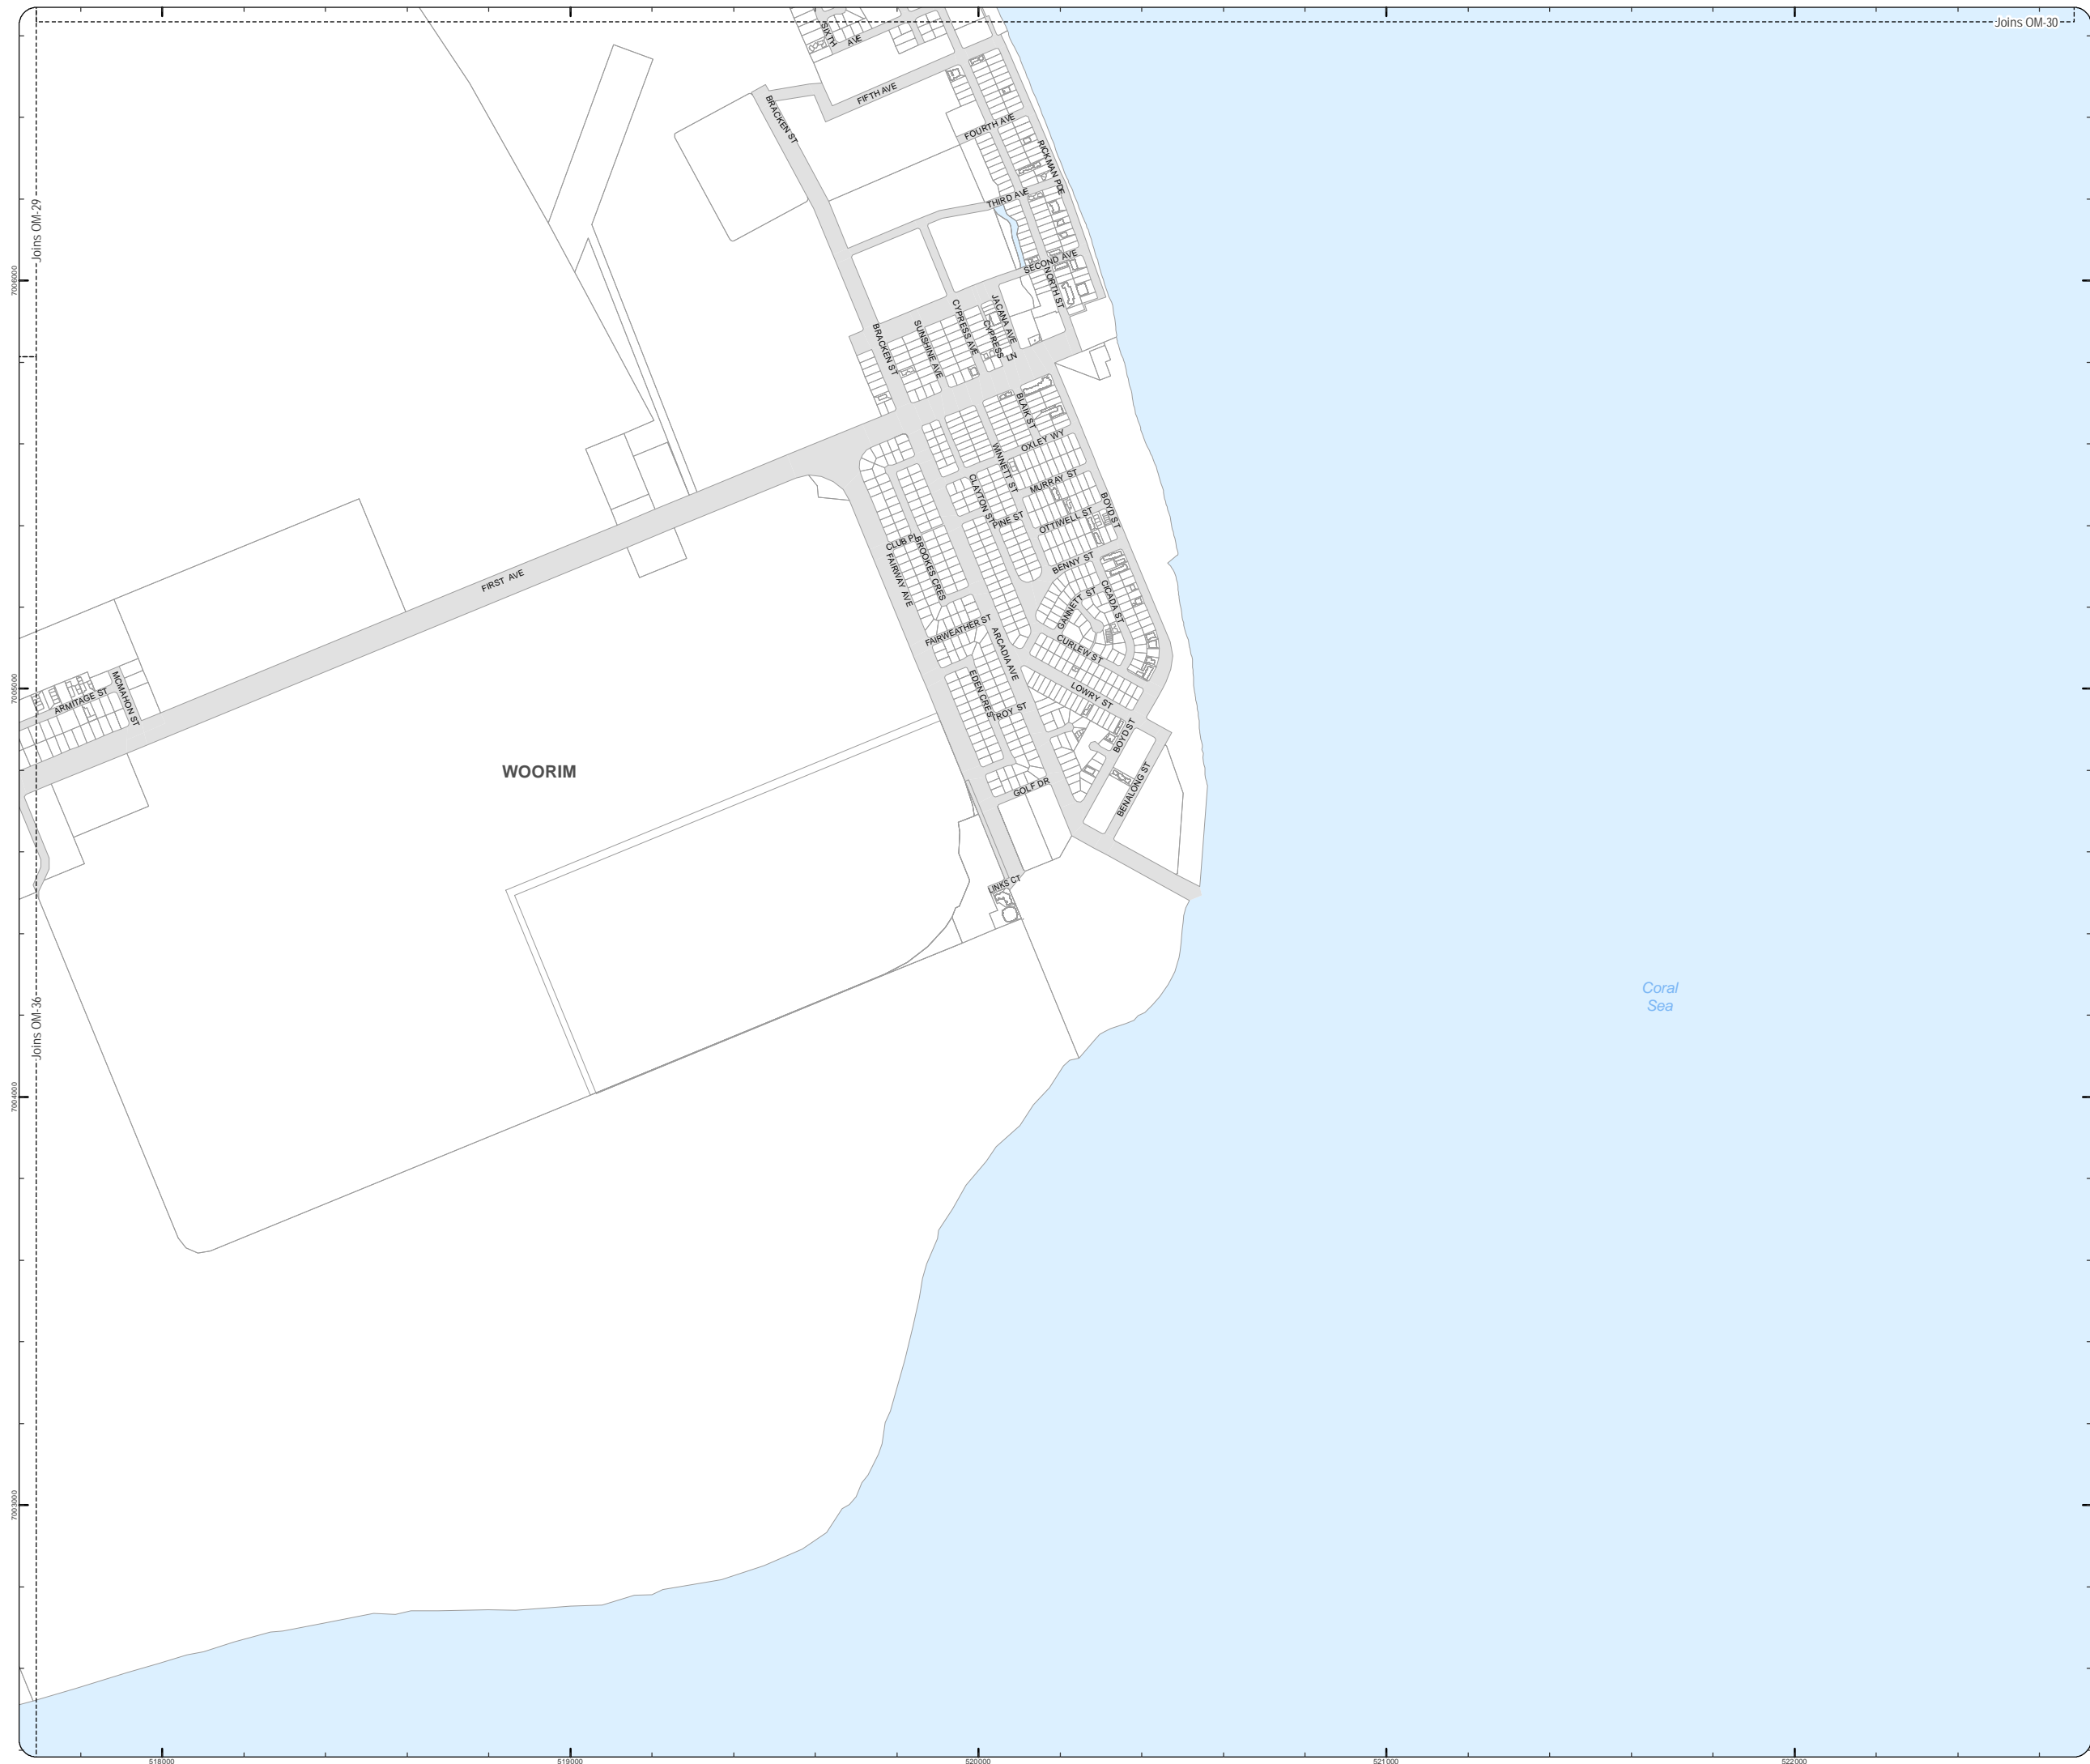 Joins OM-30
SIXTH
AVE
FIFTH AVE
BRACKEN ST
FOURTH AVE
RICKMAN PDE
THIRD AVE
Joins OM-29
SECOND AVE
NORTH ST
7006000
JACANA AVE
CYPRESS AVE
CYPRESS
LN
SUNSHINE AVE
BRACKEN ST
BLAIK ST
OXLEY WY
WINNETT ST
MURRAY ST
CLAYTON ST
BOYD ST
PINE ST
OTTIWELL ST
CLUB PL
BROOKES CRES
FAIRWAY AVE
BENNY ST
FIRST AVE
CICADA ST
GANNETT ST
FAIRWEATHER ST
ARCADIA AVE
CURLEW ST
7005000
MCMAHON ST
ARMITAGE ST
EDEN CRES
LOWRY ST
TROY ST
BOYD ST
WOORIM
GOLF DR
BENALONG ST
LINKS CT
Coral
Sea
Joins OM-36
7004000
7003000
518000
519000
520000
521000
522000